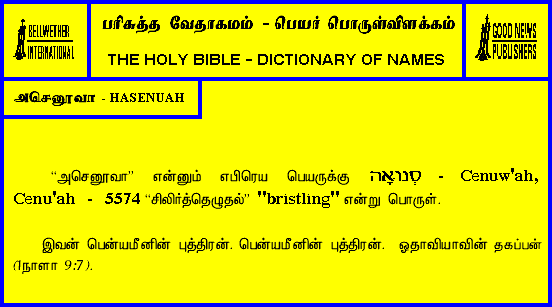 BELLWETHER
INTERNATIONAL
பரிசுத்த வேதாகமம் - பெயர் பொருள்விளக்கம்
THE HOLY BIBLE - DICTIONARY OF NAMES
GOOD NEWS
PUBLISHERS
அசெனூவா - HASENUAH
“அசெனூவா” என்னும் எபிரெய பெயருக்கு סְנוּאָה - Cenuw'ah,
Cenu'ah - 5574 “சிலிர்த்தெழுதல்” "bristling" என்று பொருள்.
இவன் பென்யமீனின் புத்திரன். பென்யமீனின் புத்திரன். ஓதாவியாவின் தகப்பன்
(1நாளா 9:7).